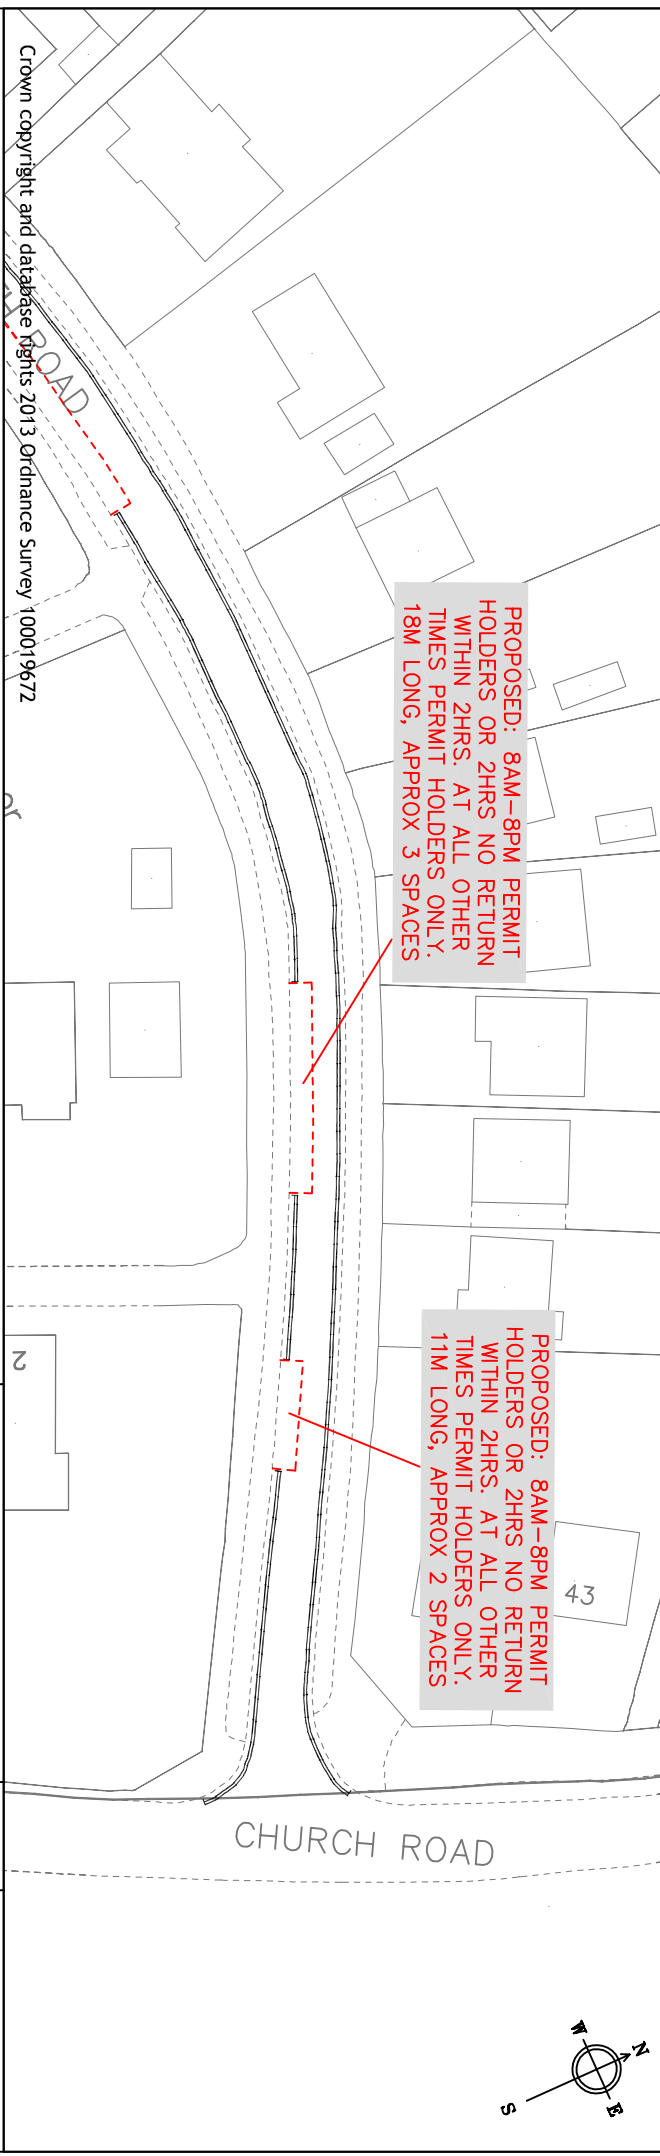 Crown copyright and database rights 2013 Ordnance Survey 100019672
TH ROAD
PROPOSED: 8AM-8PM PERMIT
HOLDERS OR 2HRS NO RETURN
WITHIN 2HRS. AT ALL OTHER
TIMES PERMIT HOLDERS ONLY.
18M LONG, APPROX 3 SPACES
or
PROPOSED: 8AM-8PM PERMIT
HOLDERS OR 2HRS NO RETURN
WITHIN 2HRS. AT ALL OTHER
TIMES PERMIT HOLDERS ONLY.
11M LONG, APPROX 2 SPACES
2
43
CHURCH ROAD
N
W
E
S